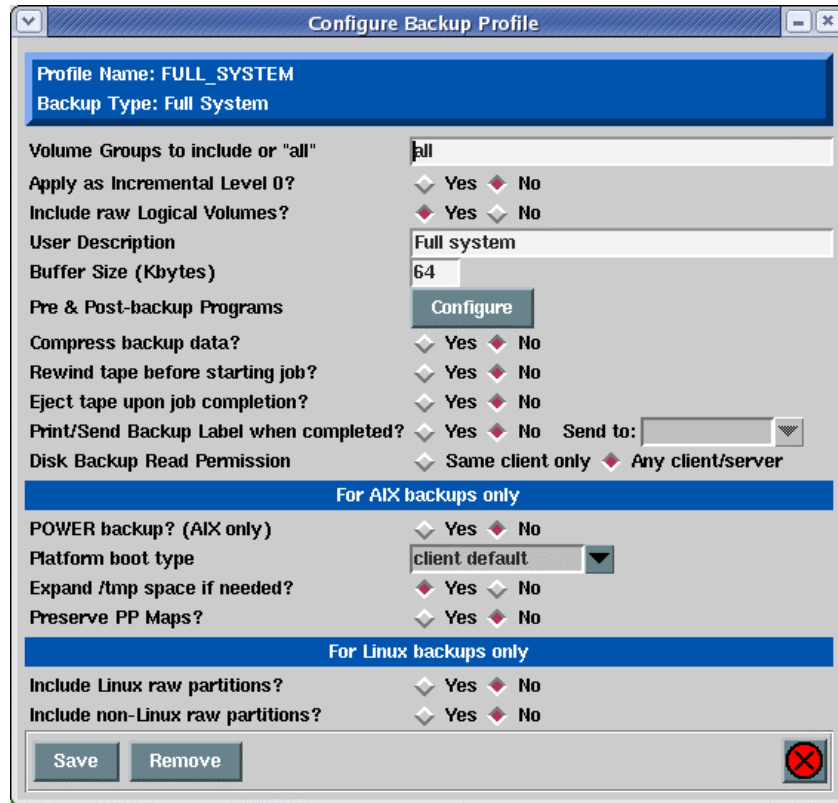 Configure Backup Profile
Profile Name: FULL_SYSTEM
Backup Type: Full System
Volume Groups to include or "all" all
Apply as Incremental Level 0? Yes No
Include raw Logical Volumes? Yes No
User Description Full system
Buffer Size (Kbytes) 64
Pre & Post-backup Programs Configure
Compress backup data? Yes No
Rewind tape before starting job? Yes No
Eject tape upon job completion? Yes No
Print/Send Backup Label when completed? Yes No Send to:
Disk Backup Read Permission Same client only Any client/server
For AIX backups only
POWER backup? (AIX only) Yes No
Platform boot type client default
Expand /tmp space if needed? Yes No
Preserve PP Maps? Yes No
For Linux backups only
Include Linux raw partitions? Yes No
Include non-Linux raw partitions? Yes No
Save Remove